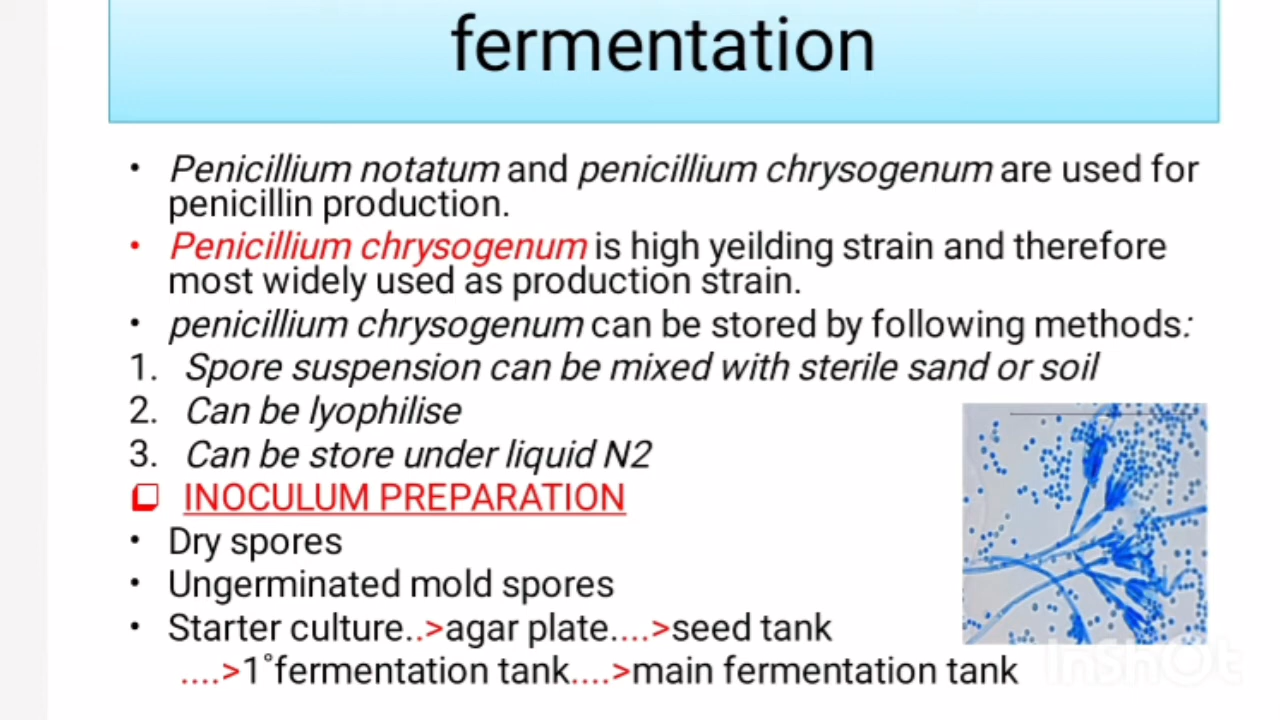 fermentation
• Penicillium notatum and penicillium chrysogenum are used for
penicillin production.
• Penicillium chrysogenum is high yeilding strain and therefore
most widely used as production strain.
• penicillium chrysogenum can be stored by following methods:
1. Spore suspension can be mixed with sterile sand or soil
2. Can be lyophilise
3. Can be store under liquid N2
❑ INOCULUM PREPARATION
• Dry spores
• Ungerminated mold spores
• Starter culture..>agar plate....>seed tank
....>1°fermentation tank....>main fermentation tank
InShOt